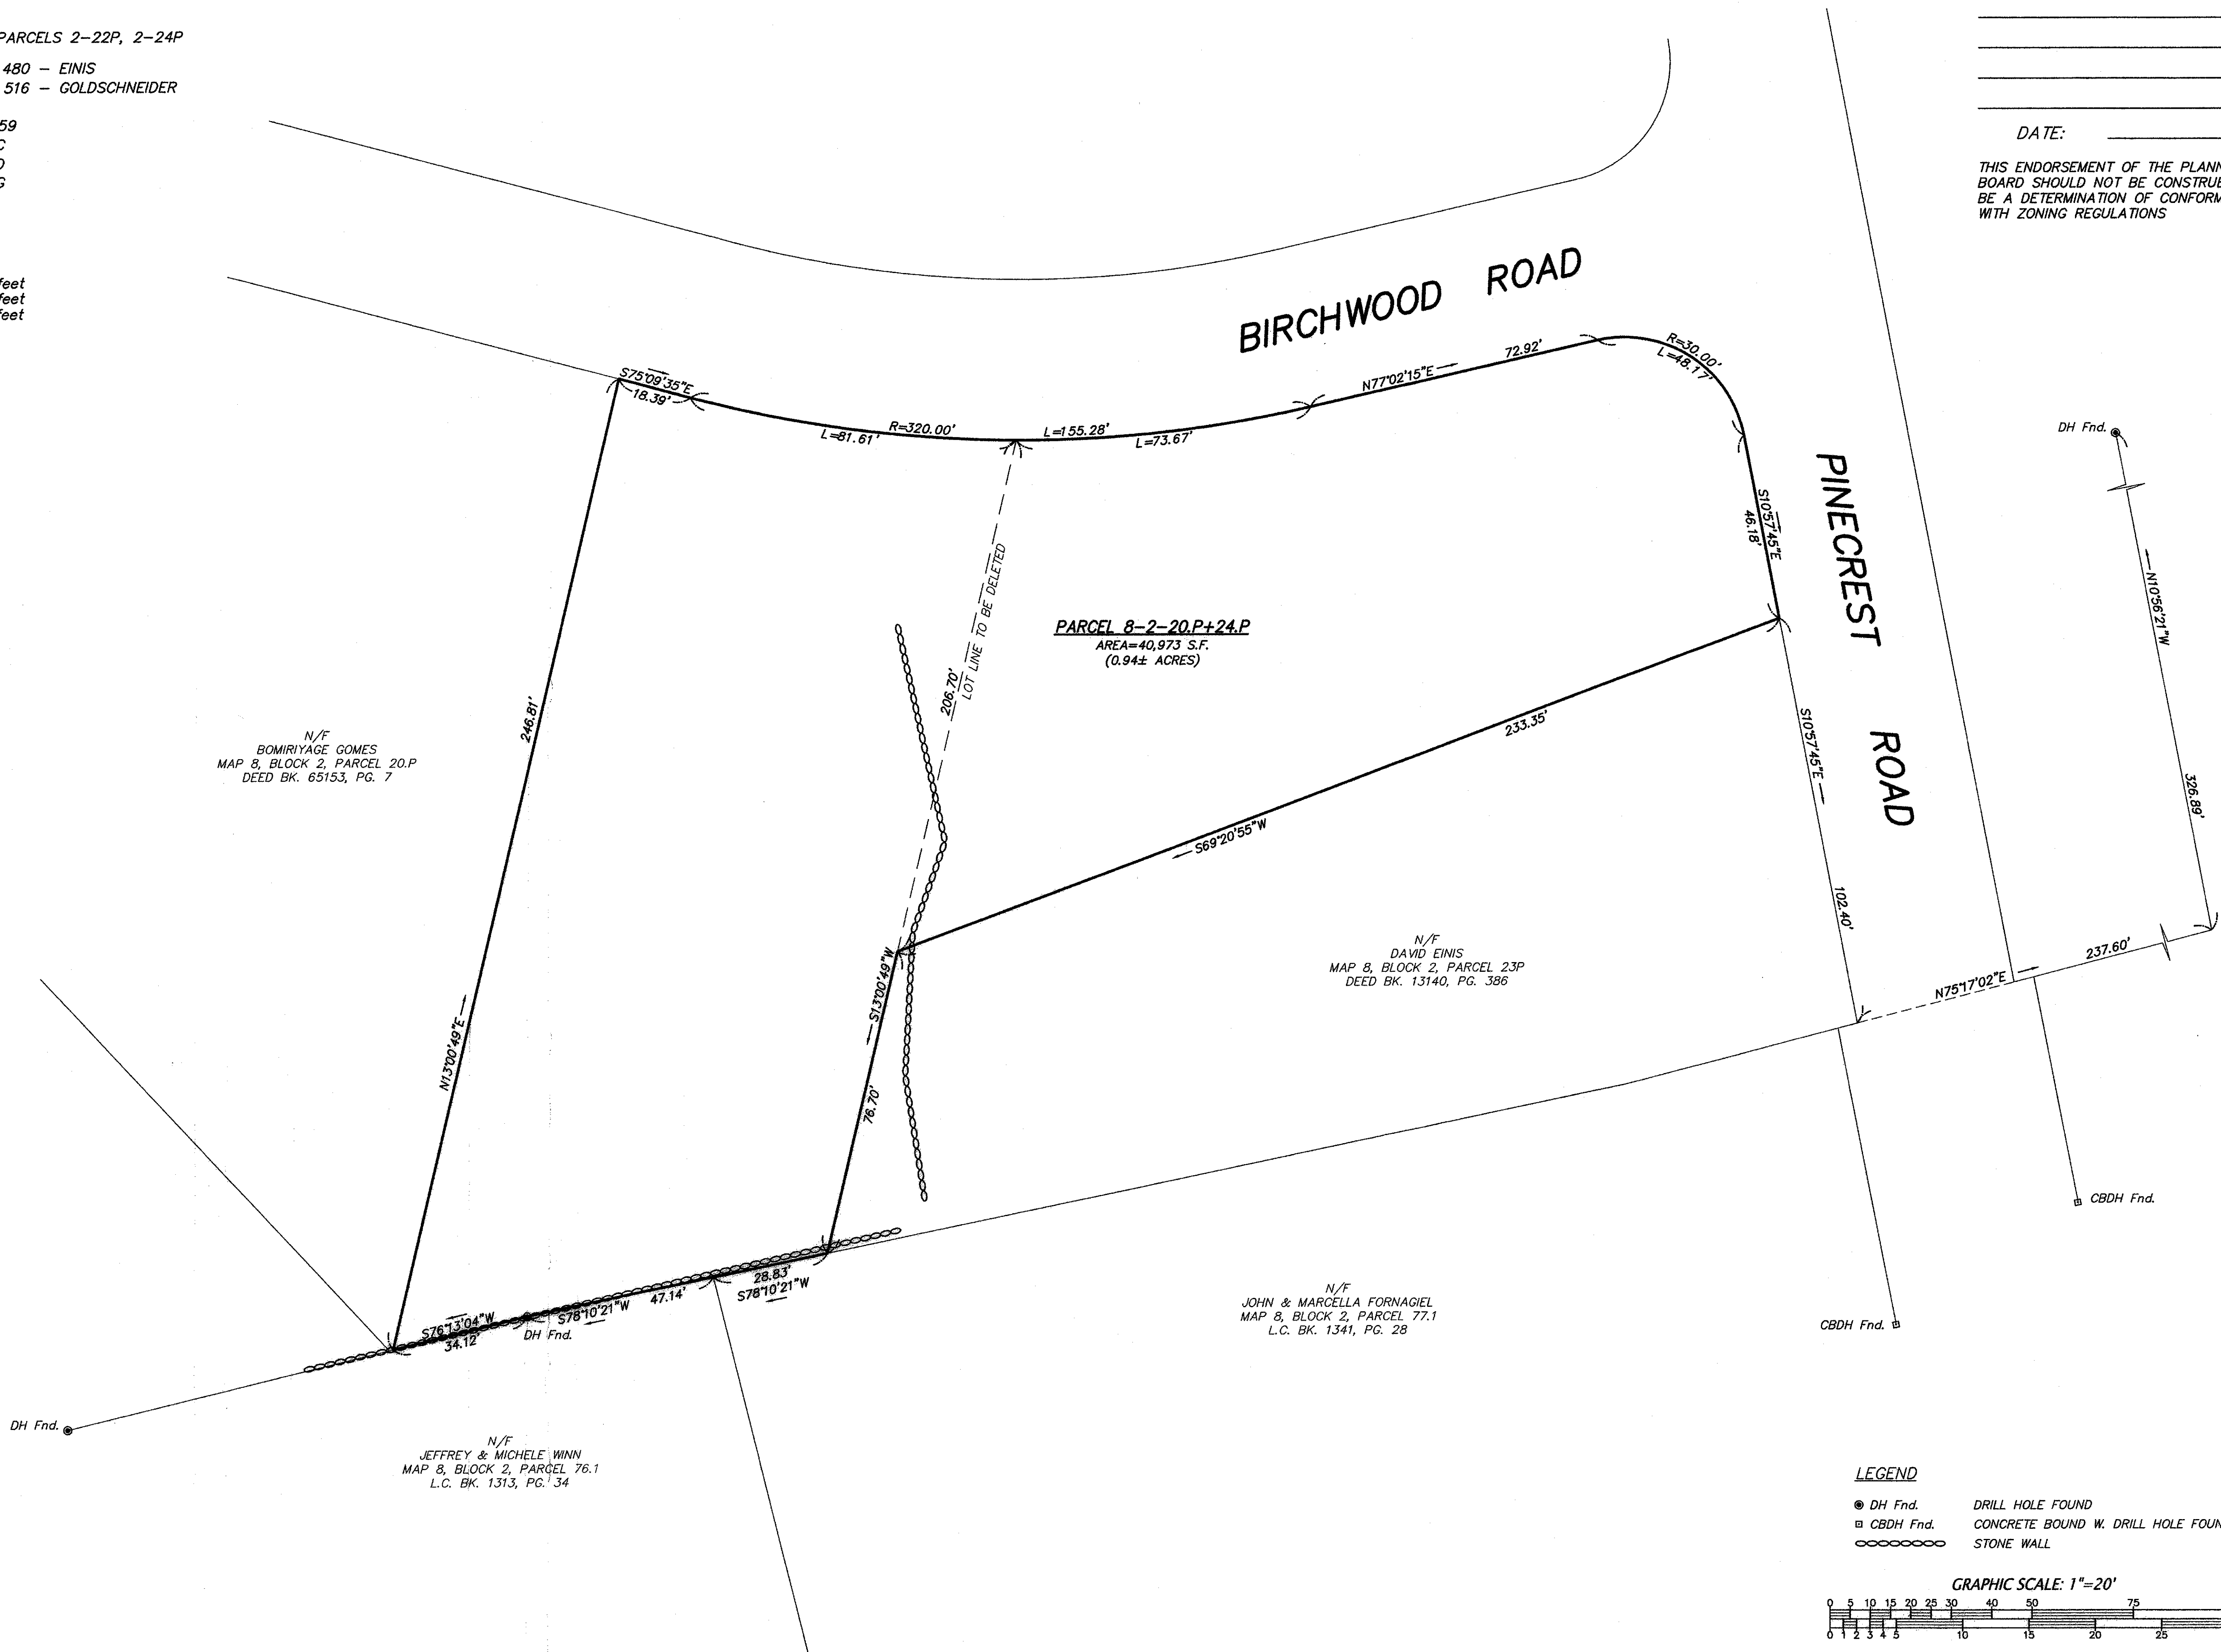 PARCELS 2-22P, 2-24P
480 - EINIS
516 - GOLDSCHNEIDER
59
feet
feet
feet
DATE:
THIS ENDORSEMENT OF THE
BOARD SHOULD NOT BE
BE A DETERMINATION OF
WITH ZONING REGULATIONS
BIRCHWOOD ROAD
S75°09'35"E
18.39'
R=320.00'
L=81.61'
L=155.28'
L=73.67'
N77°02'15"E
72.92'
R=30.00'
L=48.17'
S10°57'45"E
46.18'
PINECREST ROAD
DH Fnd.
N10°56'21"W
326.89'
LOT LINE TO BE DELETED
206.70'
PARCEL 8-2-20.P+24.P
AREA=40,973 S.F.
(0.94± ACRES)
246.81'
N13°00'49"E
233.35'
S69°20'55"W
S10°57'45"E
102.40'
N/F
BOMIRIYAGE GOMES
MAP 8, BLOCK 2, PARCEL 20.P
DEED BK. 65153, PG. 7
N/F
DAVID EINIS
MAP 8, BLOCK 2, PARCEL 23P
DEED BK. 13140, PG. 386
S13°00'49"W
76.70'
N75°17'02"E
237.60'
CBDH Fnd.
CBDH Fnd.
28.83'
S78°10'21"W
47.14'
S78°10'21"W
DH Fnd.
S76°13'04"W
34.12'
N/F
JOHN & MARCELLA FORNAGIEL
MAP 8, BLOCK 2, PARCEL 77.1
L.C. BK. 1341, PG. 28
DH Fnd.
N/F
JEFFREY & MICHELE WINN
MAP 8, BLOCK 2, PARCEL 76.1
L.C. BK. 1313, PG. 34
LEGEND
DH Fnd. DRILL HOLE FOUND
CBDH Fnd. CONCRETE BOUND W. DRILL HOLE
STONE WALL
GRAPHIC SCALE: 1"=20'
0 5 10 15 20 25 30 40 50 75
0 1 2 3 4 5 10 15 20 25